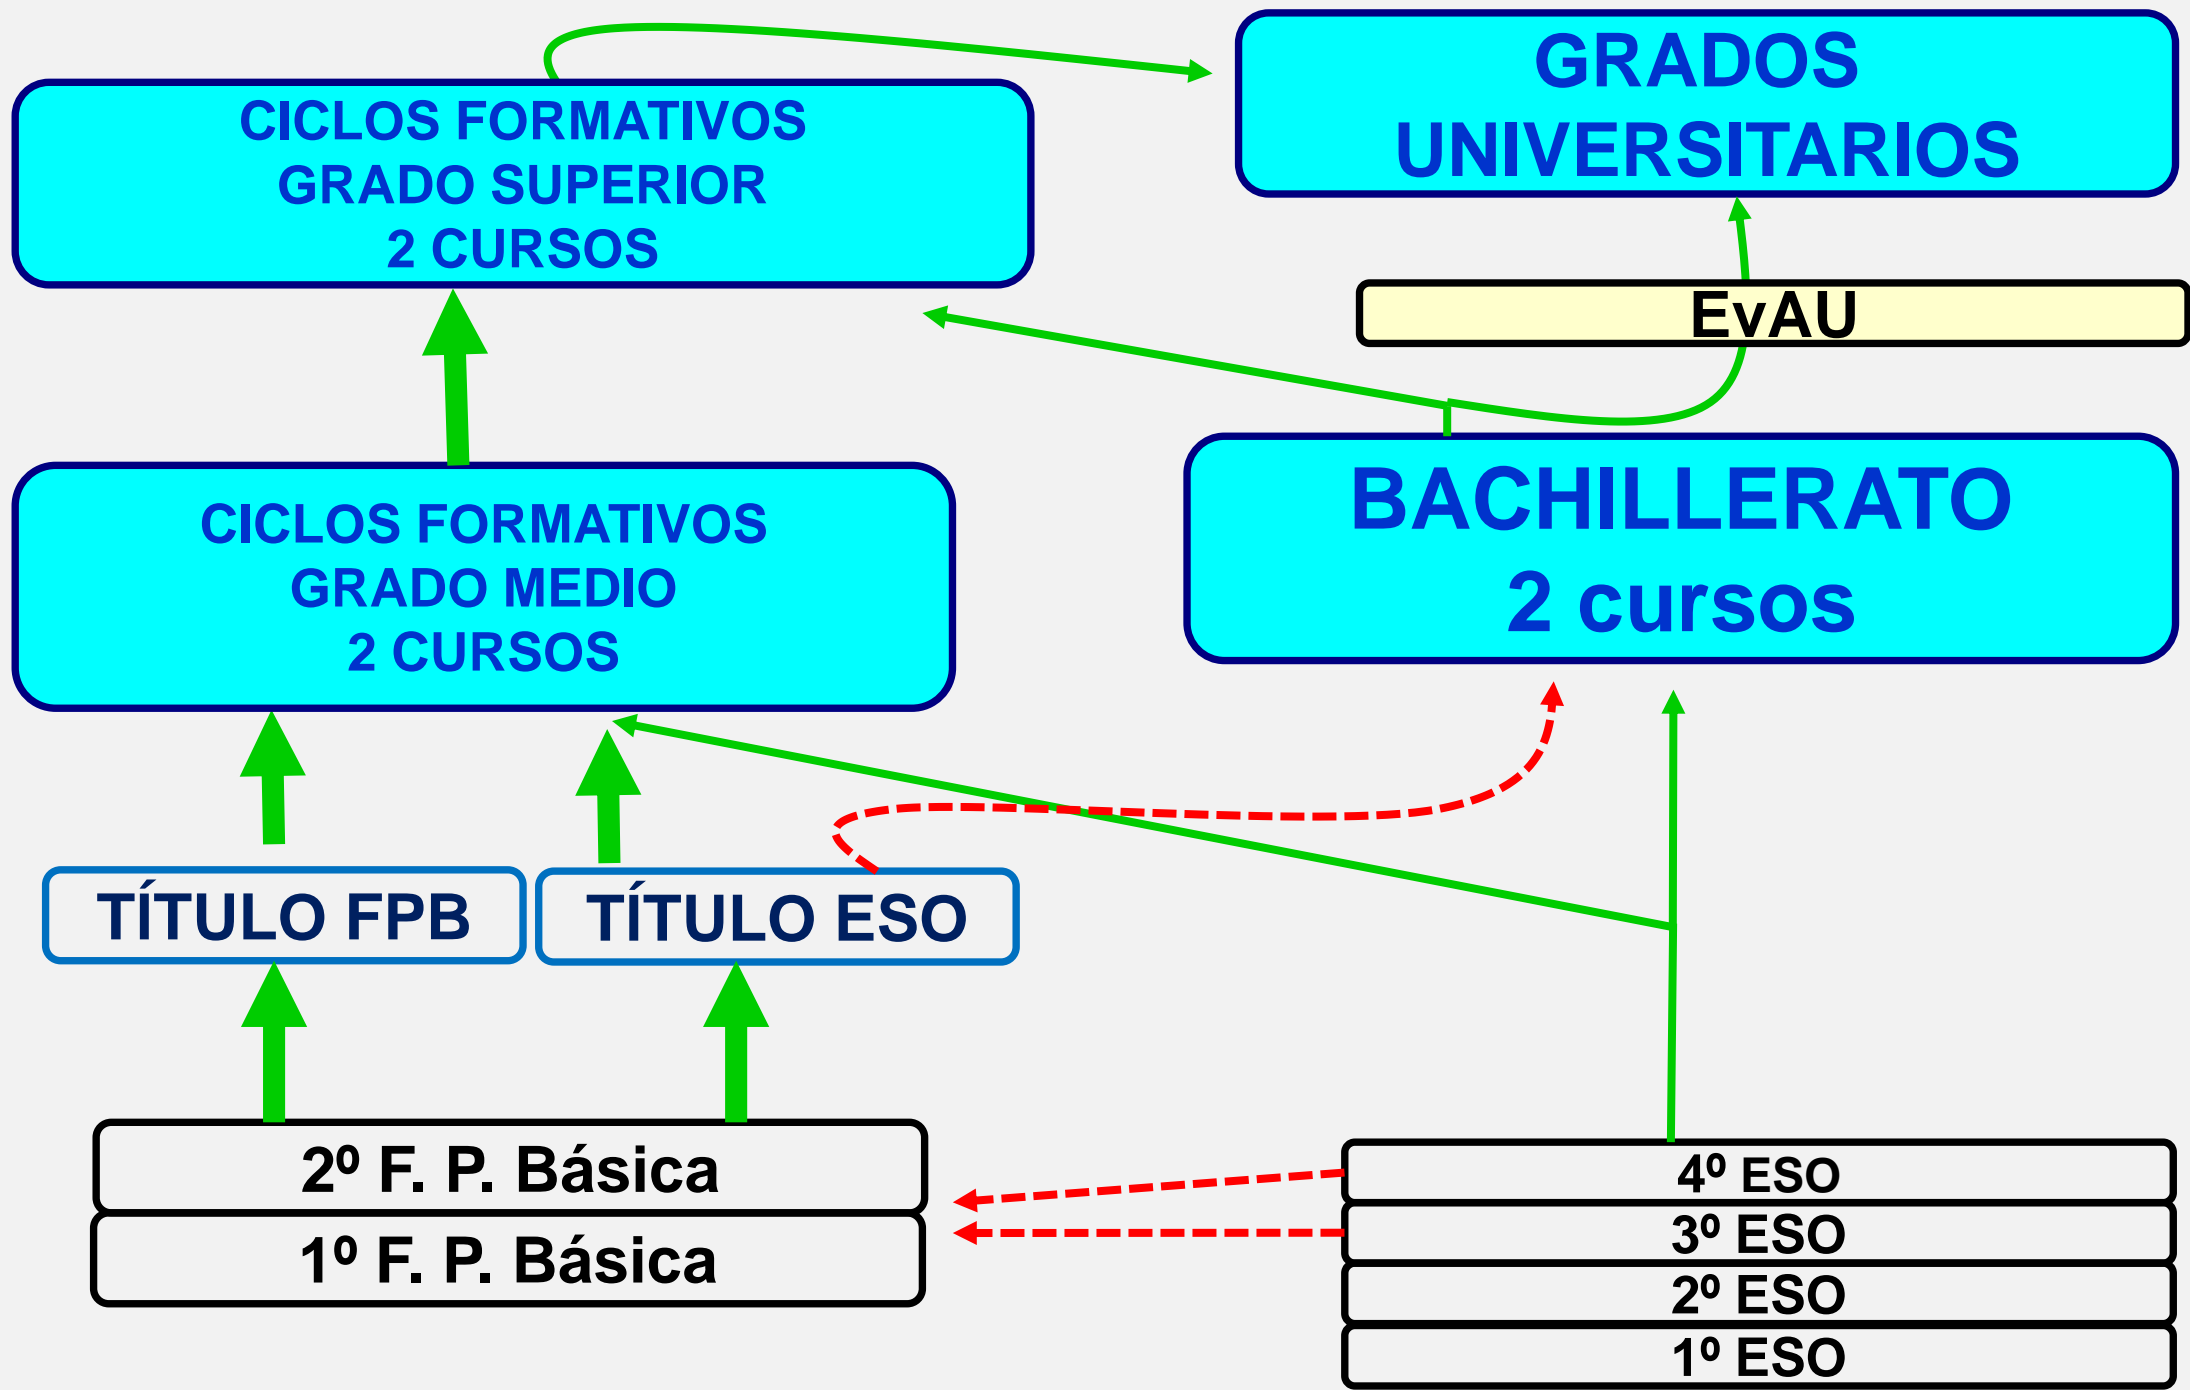 GRADOS
UNIVERSITARIOS
CICLOS FORMATIVOS
GRADO SUPERIOR
2 CURSOS
EvAU
CICLOS FORMATIVOS
GRADO MEDIO
2 CURSOS
BACHILLERATO
2 cursos
TÍTULO FPB
TÍTULO ESO
2º F. P. Básica
1º F. P. Básica
4º ESO
3º ESO
2º ESO
1º ESO